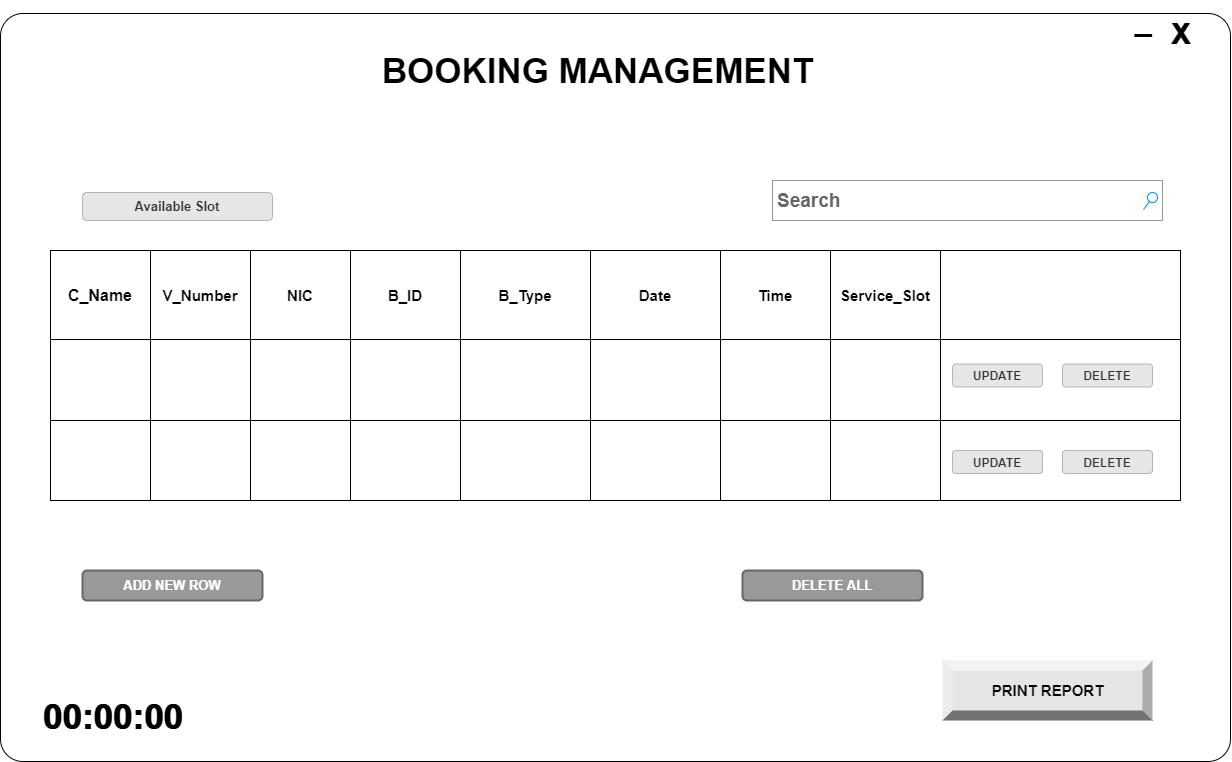 – X
BOOKING MANAGEMENT
Available Slot
Search
C_Name V_Number NIC B_ID B_Type Date Time Service_Slot
UPDATE DELETE
UPDATE DELETE
ADD NEW ROW DELETE ALL
PRINT REPORT
00:00:00